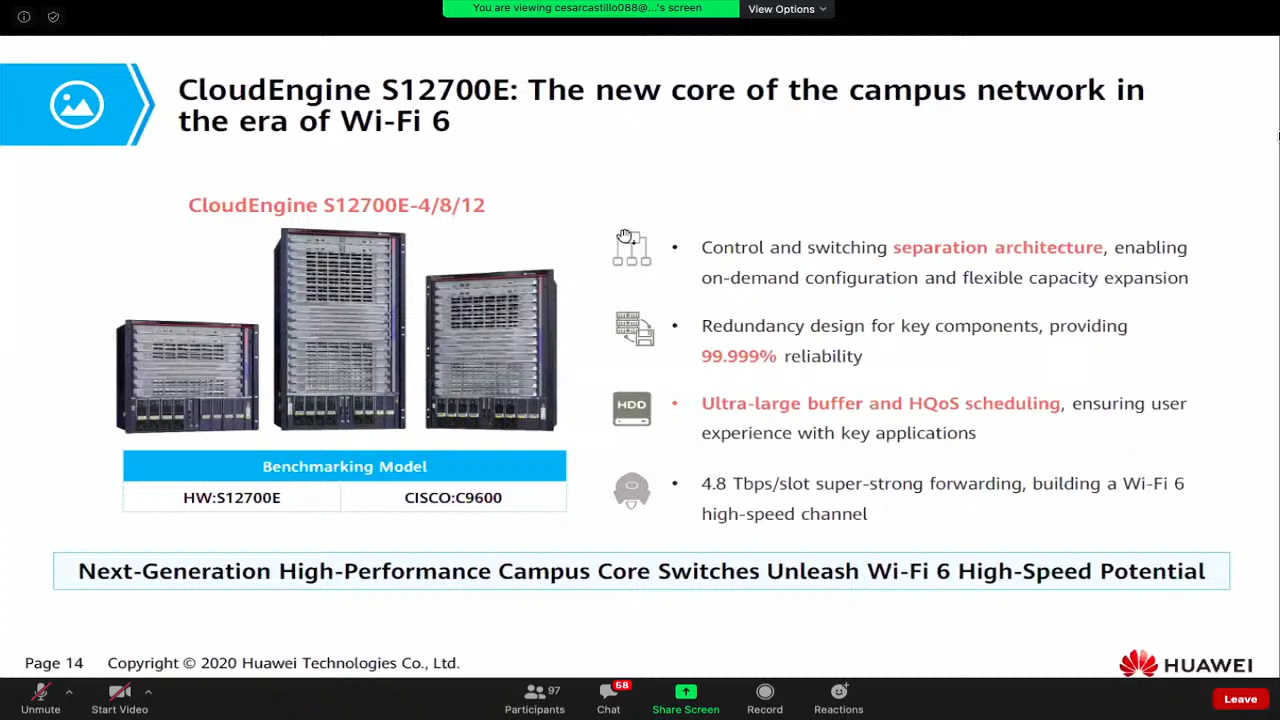 You are viewing cesarcastillo088@...'s screen
View Options
CloudEngine S12700E: The new core of the campus network in
the era of Wi-Fi 6
CloudEngine S12700E-4/8/12
• Control and switching separation architecture, enabling
on-demand configuration and flexible capacity expansion
• Redundancy design for key components, providing
99.999% reliability
HDD
• Ultra-large buffer and HQoS scheduling, ensuring user
experience with key applications
• 4.8 Tbps/slot super-strong forwarding, building a Wi-Fi 6
high-speed channel
Benchmarking Model
HW:S12700E CISCO:C9600
Next-Generation High-Performance Campus Core Switches Unleash Wi-Fi 6 High-Speed Potential
Page 14 Copyright © 2020 Huawei Technologies Co., Ltd.
HUAWEI
97
58
Unmute Start Video Participants Chat Share Screen Record Reactions Leave